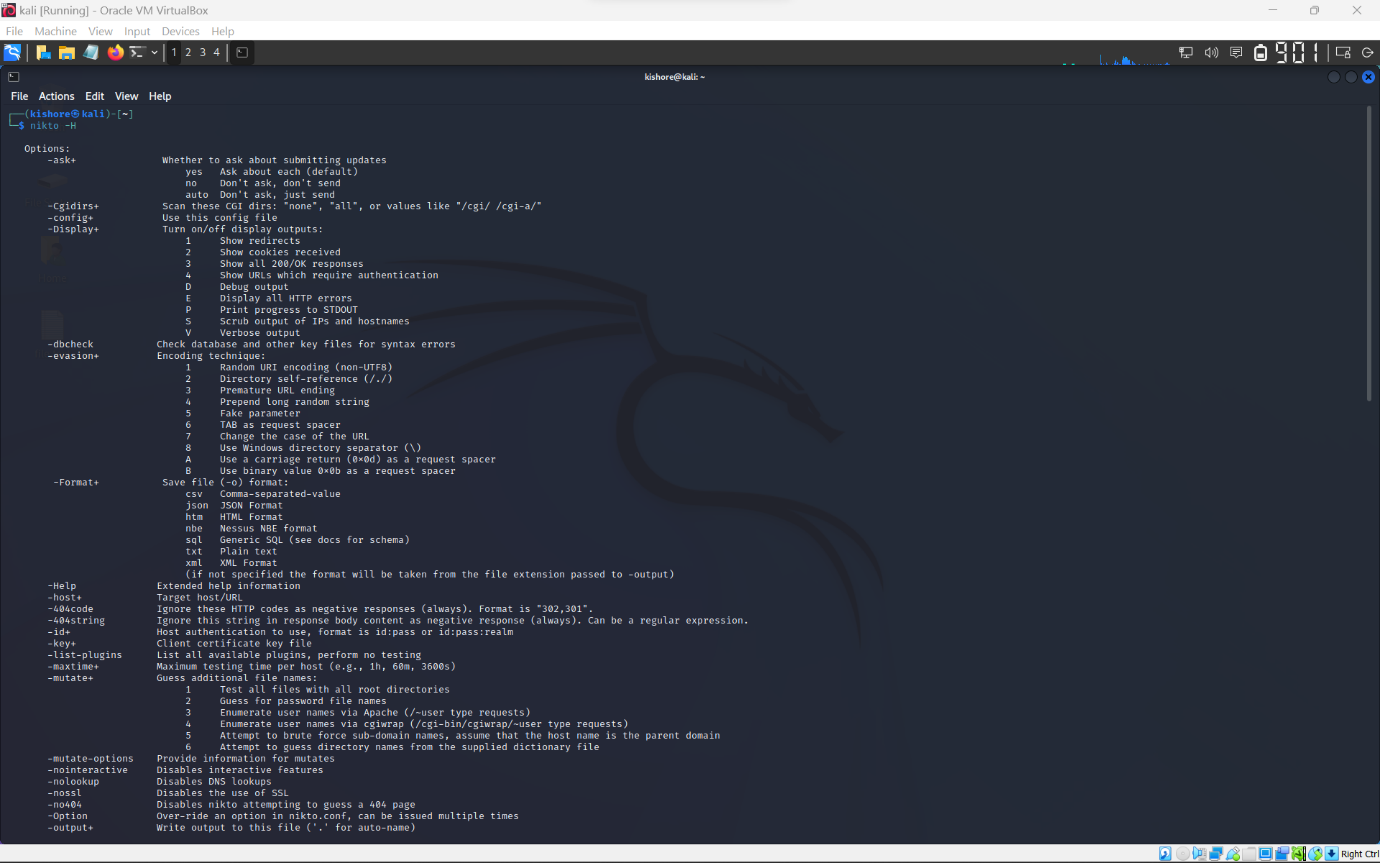 kali [Running] - Oracle VM VirtualBox
File Machine View Input Devices Help
1 2 3 4
901
kishore@kali: ~
File Actions Edit View Help
(kishore㉿kali)-[~]
$ nikto -H
Options:
-ask+ Whether to ask about submitting updates
yes Ask about each (default)
no Don't ask, don't send
auto Don't ask, just send
-Cgidirs+ Scan these CGI dirs: "none", "all", or values like "/cgi/ /cgi-a/"
-config+ Use this config file
-Display+ Turn on/off display outputs:
1 Show redirects
2 Show cookies received
3 Show all 200/OK responses
4 Show URLs which require authentication
D Debug output
E Display all HTTP errors
P Print progress to STDOUT
S Scrub output of IPs and hostnames
V Verbose output
-dbcheck Check database and other key files for syntax errors
-evasion+ Encoding technique:
1 Random URI encoding (non-UTF8)
2 Directory self-reference (/./)
3 Premature URL ending
4 Prepend long random string
5 Fake parameter
6 TAB as request spacer
7 Change the case of the URL
8 Use Windows directory separator (\)
A Use a carriage return (0×0d) as a request spacer
B Use binary value 0×0b as a request spacer
-Format+ Save file (-o) format:
csv Comma-separated-value
json JSON Format
htm HTML Format
nbe Nessus NBE format
sql Generic SQL (see docs for schema)
txt Plain text
xml XML Format
(if not specified the format will be taken from the file extension passed to -output)
-Help Extended help information
-host+ Target host/URL
-404code Ignore these HTTP codes as negative responses (always). Format is "302,301".
-404string Ignore this string in response body content as negative response (always). Can be a regular expression.
-id+ Host authentication to use, format is id:pass or id:pass:realm
-key+ Client certificate key file
-list-plugins List all available plugins, perform no testing
-maxtime+ Maximum testing time per host (e.g., 1h, 60m, 3600s)
-mutate+ Guess additional file names:
1 Test all files with all root directories
2 Guess for password file names
3 Enumerate user names via Apache (/~user type requests)
4 Enumerate user names via cgiwrap (/cgi-bin/cgiwrap/~user type requests)
5 Attempt to brute force sub-domain names, assume that the host name is the parent domain
6 Attempt to guess directory names from the supplied dictionary file
-mutate-options Provide information for mutates
-nointeractive Disables interactive features
-nolookup Disables DNS lookups
-nossl Disables the use of SSL
-no404 Disables nikto attempting to guess a 404 page
-Option Over-ride an option in nikto.conf, can be issued multiple times
-output+ Write output to this file ('.' for auto-name)
Right Ctrl